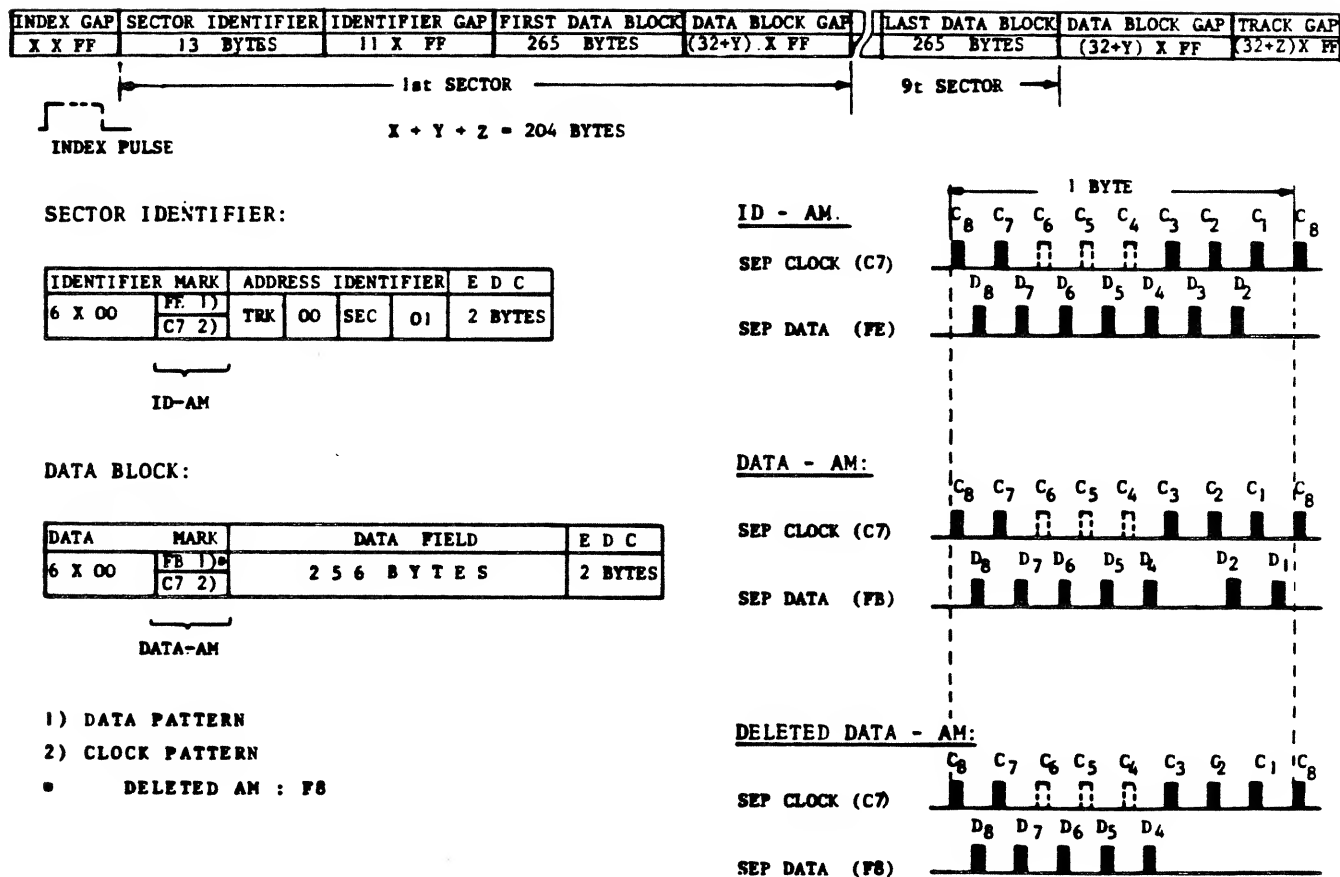 INDEX GAP SECTOR IDENTIFIER IDENTIFIER GAP FIRST DATA BLOCK DATA BLOCK GAP LAST DATA BLOCK DATA BLOCK GAP TRACK GAP
X X FF 13 BYTES 11 X FF 265 BYTES (32+Y) X FF 265 BYTES (32+Y) X FF (32+Z)X FF
1st SECTOR 9t SECTOR
X + Y + Z = 204 BYTES
INDEX PULSE
SECTOR IDENTIFIER:
IDENTIFIER MARK ADDRESS IDENTIFIER E D C
6 X 00 FE 1) TRK 00 SEC 01 2 BYTES
C7 2)
ID-AM
DATA BLOCK:
DATA MARK DATA FIELD E D C
6 X 00 FB 1)• 2 5 6 B Y T E S 2 BYTES
C7 2)
DATA-AM
1) DATA PATTERN
2) CLOCK PATTERN
• DELETED AM : F8
1 BYTE
ID - AM.
C8 C7 C6 C5 C4 C3 C2 C1 C8
SEP CLOCK (C7)
D8 D7 D6 D5 D4 D3 D2
SEP DATA (FE)
DATA - AM:
C8 C7 C6 C5 C4 C3 C2 C1 C8
SEP CLOCK (C7)
D8 D7 D6 D5 D4 D2 D1
SEP DATA (FB)
DELETED DATA - AM:
C8 C7 C6 C5 C4 C3 C2 C1 C8
SEP CLOCK (C7)
D8 D7 D6 D5 D4
SEP DATA (F8)